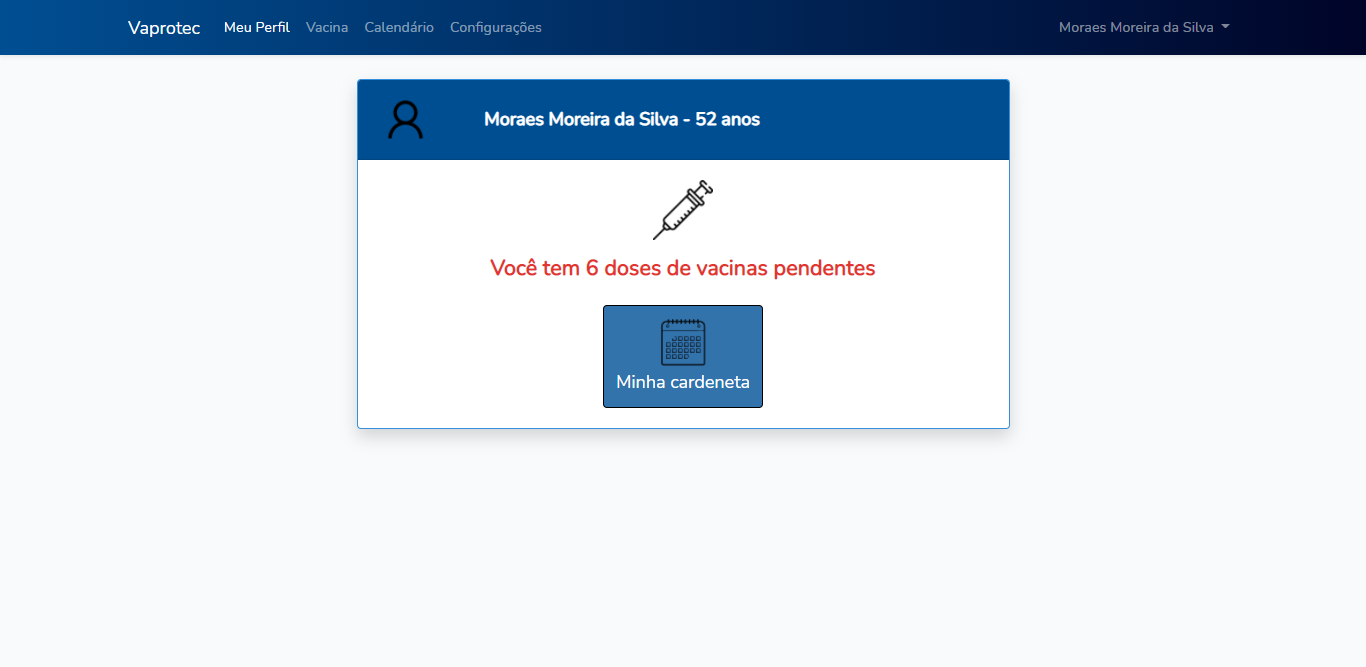 Vaprotec Meu Perfil Vacina Calendário Configurações Moraes Moreira da Silva
Moraes Moreira da Silva - 52 anos
Você tem 6 doses de vacinas pendentes
Minha cardeneta